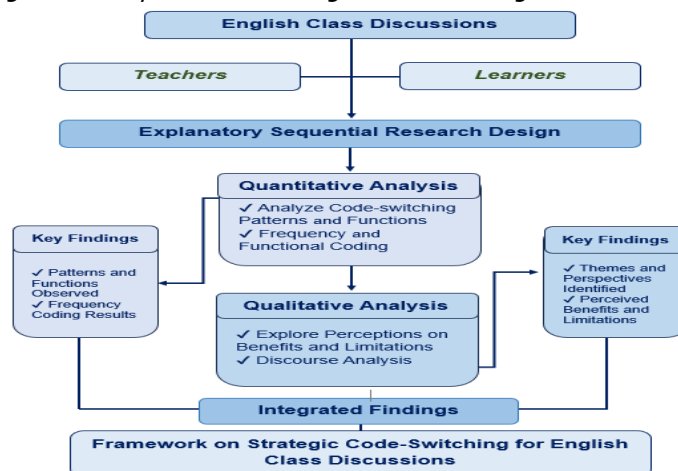 English Class Discussions
Teachers
Learners
Explanatory Sequential Research Design
Quantitative Analysis
✓ Analyze Code-switching
Patterns and Functions
✓ Frequency and
Functional Coding
Key Findings
✓ Patterns and
Functions
Observed
✓ Frequency
Coding Results
Qualitative Analysis
✓ Explore Perceptions on
Benefits and Limitations
✓ Discourse Analysis
Key Findings
✓ Themes and
Perspectives
Identified
✓ Perceived
Benefits and
Limitations
Integrated Findings
Framework on Strategic Code-Switching for English
Class Discussions